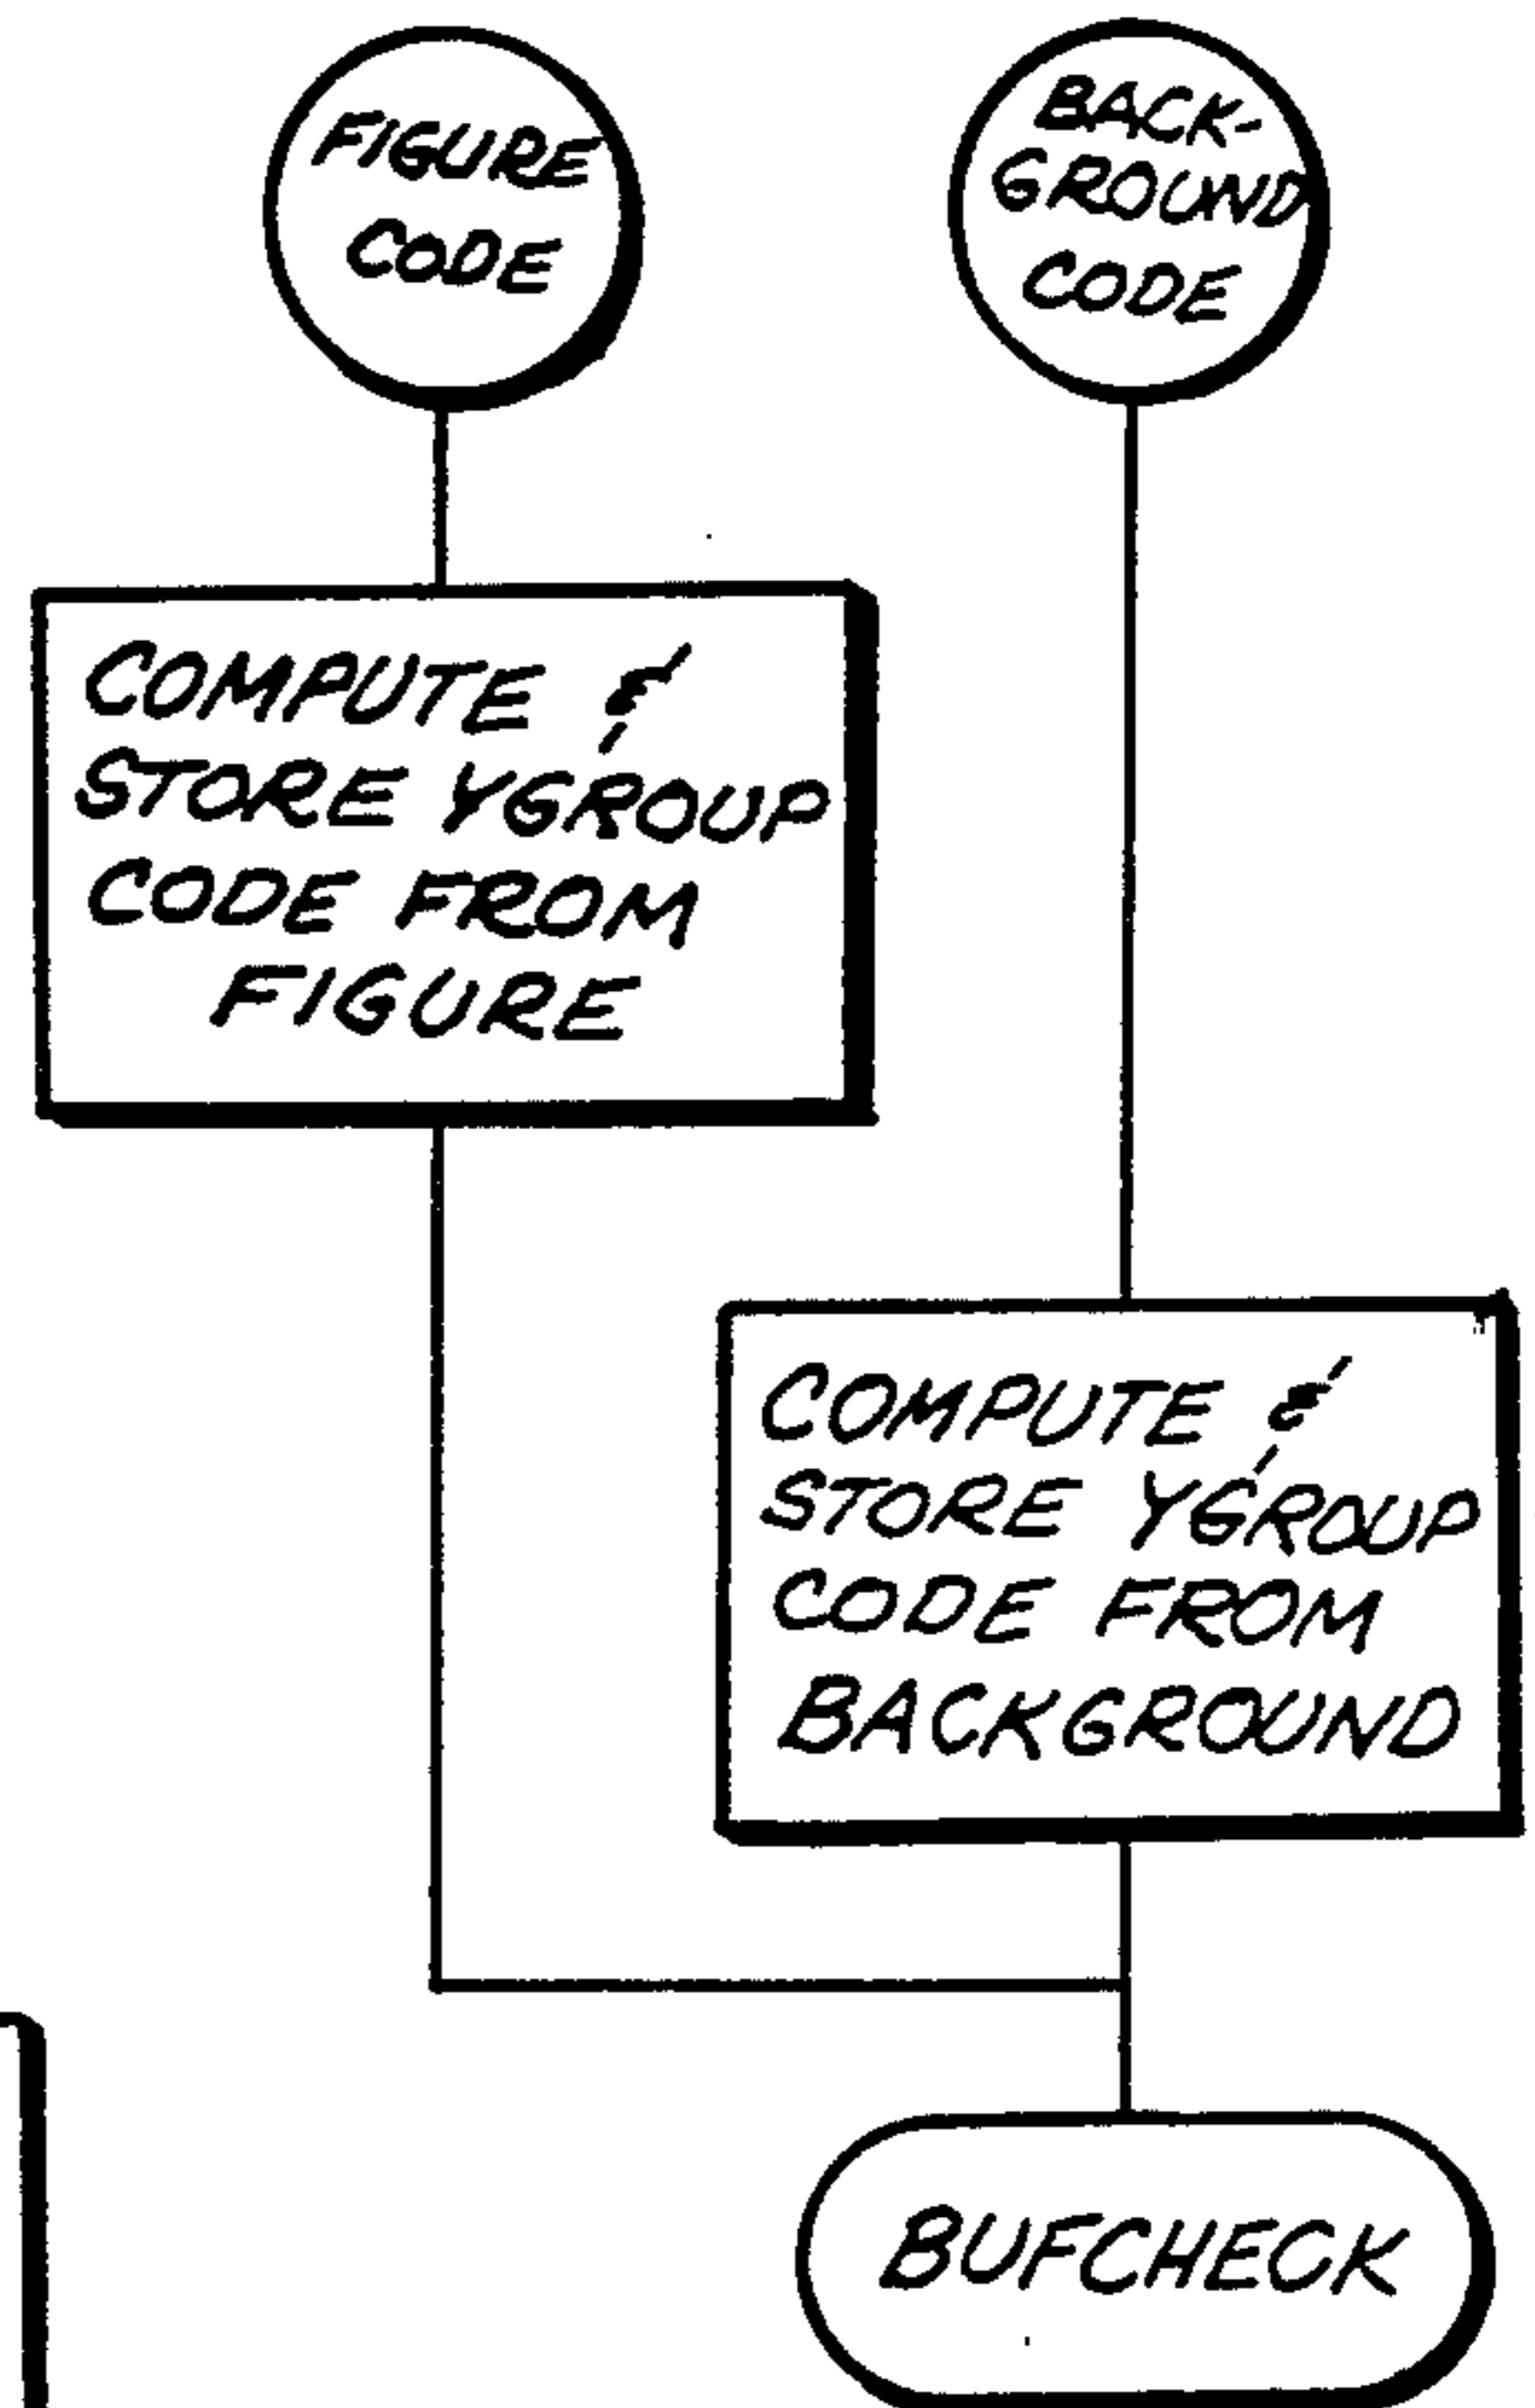 FIGURE
CODE
BACK-
GROUND
CODE
COMPUTE &
STORE YGROUP
CODE FROM
FIGURE
COMPUTE &
STORE YGROUP
CODE FROM
BACKGROUND
BUFCHECK